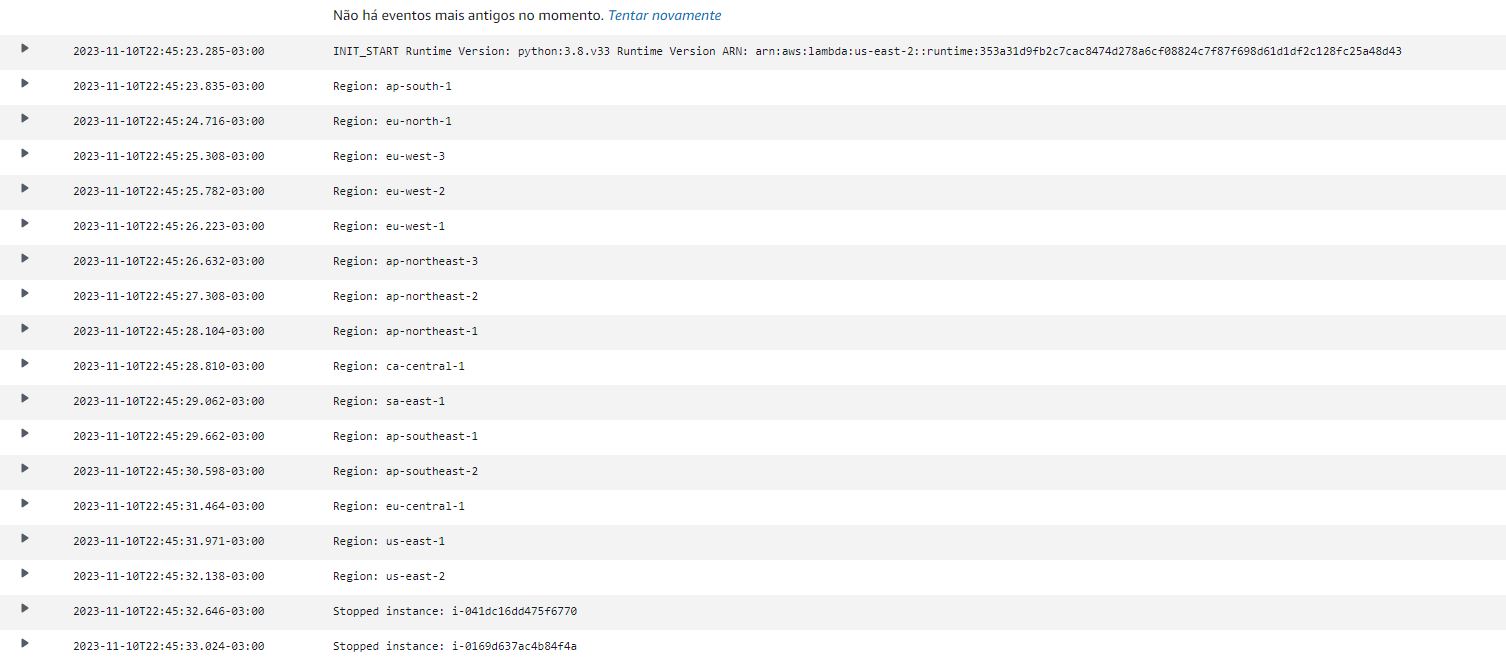 Não há eventos mais antigos no momento. Tentar novamente
2023-11-10T22:45:23.285-03:00 INIT_START Runtime Version: python:3.8.v33 Runtime Version ARN: arn:aws:lambda:us-east-2::runtime:353a31d9fb2c7cac8474d278a6cf08824c7f87f698d61d1df2c128fc25a48d43
2023-11-10T22:45:23.835-03:00 Region: ap-south-1
2023-11-10T22:45:24.716-03:00 Region: eu-north-1
2023-11-10T22:45:25.308-03:00 Region: eu-west-3
2023-11-10T22:45:25.782-03:00 Region: eu-west-2
2023-11-10T22:45:26.223-03:00 Region: eu-west-1
2023-11-10T22:45:26.632-03:00 Region: ap-northeast-3
2023-11-10T22:45:27.308-03:00 Region: ap-northeast-2
2023-11-10T22:45:28.104-03:00 Region: ap-northeast-1
2023-11-10T22:45:28.810-03:00 Region: ca-central-1
2023-11-10T22:45:29.062-03:00 Region: sa-east-1
2023-11-10T22:45:29.662-03:00 Region: ap-southeast-1
2023-11-10T22:45:30.598-03:00 Region: ap-southeast-2
2023-11-10T22:45:31.464-03:00 Region: eu-central-1
2023-11-10T22:45:31.971-03:00 Region: us-east-1
2023-11-10T22:45:32.138-03:00 Region: us-east-2
2023-11-10T22:45:32.646-03:00 Stopped instance: i-041dc16dd475f6770
2023-11-10T22:45:33.024-03:00 Stopped instance: i-0169d637ac4b84f4a